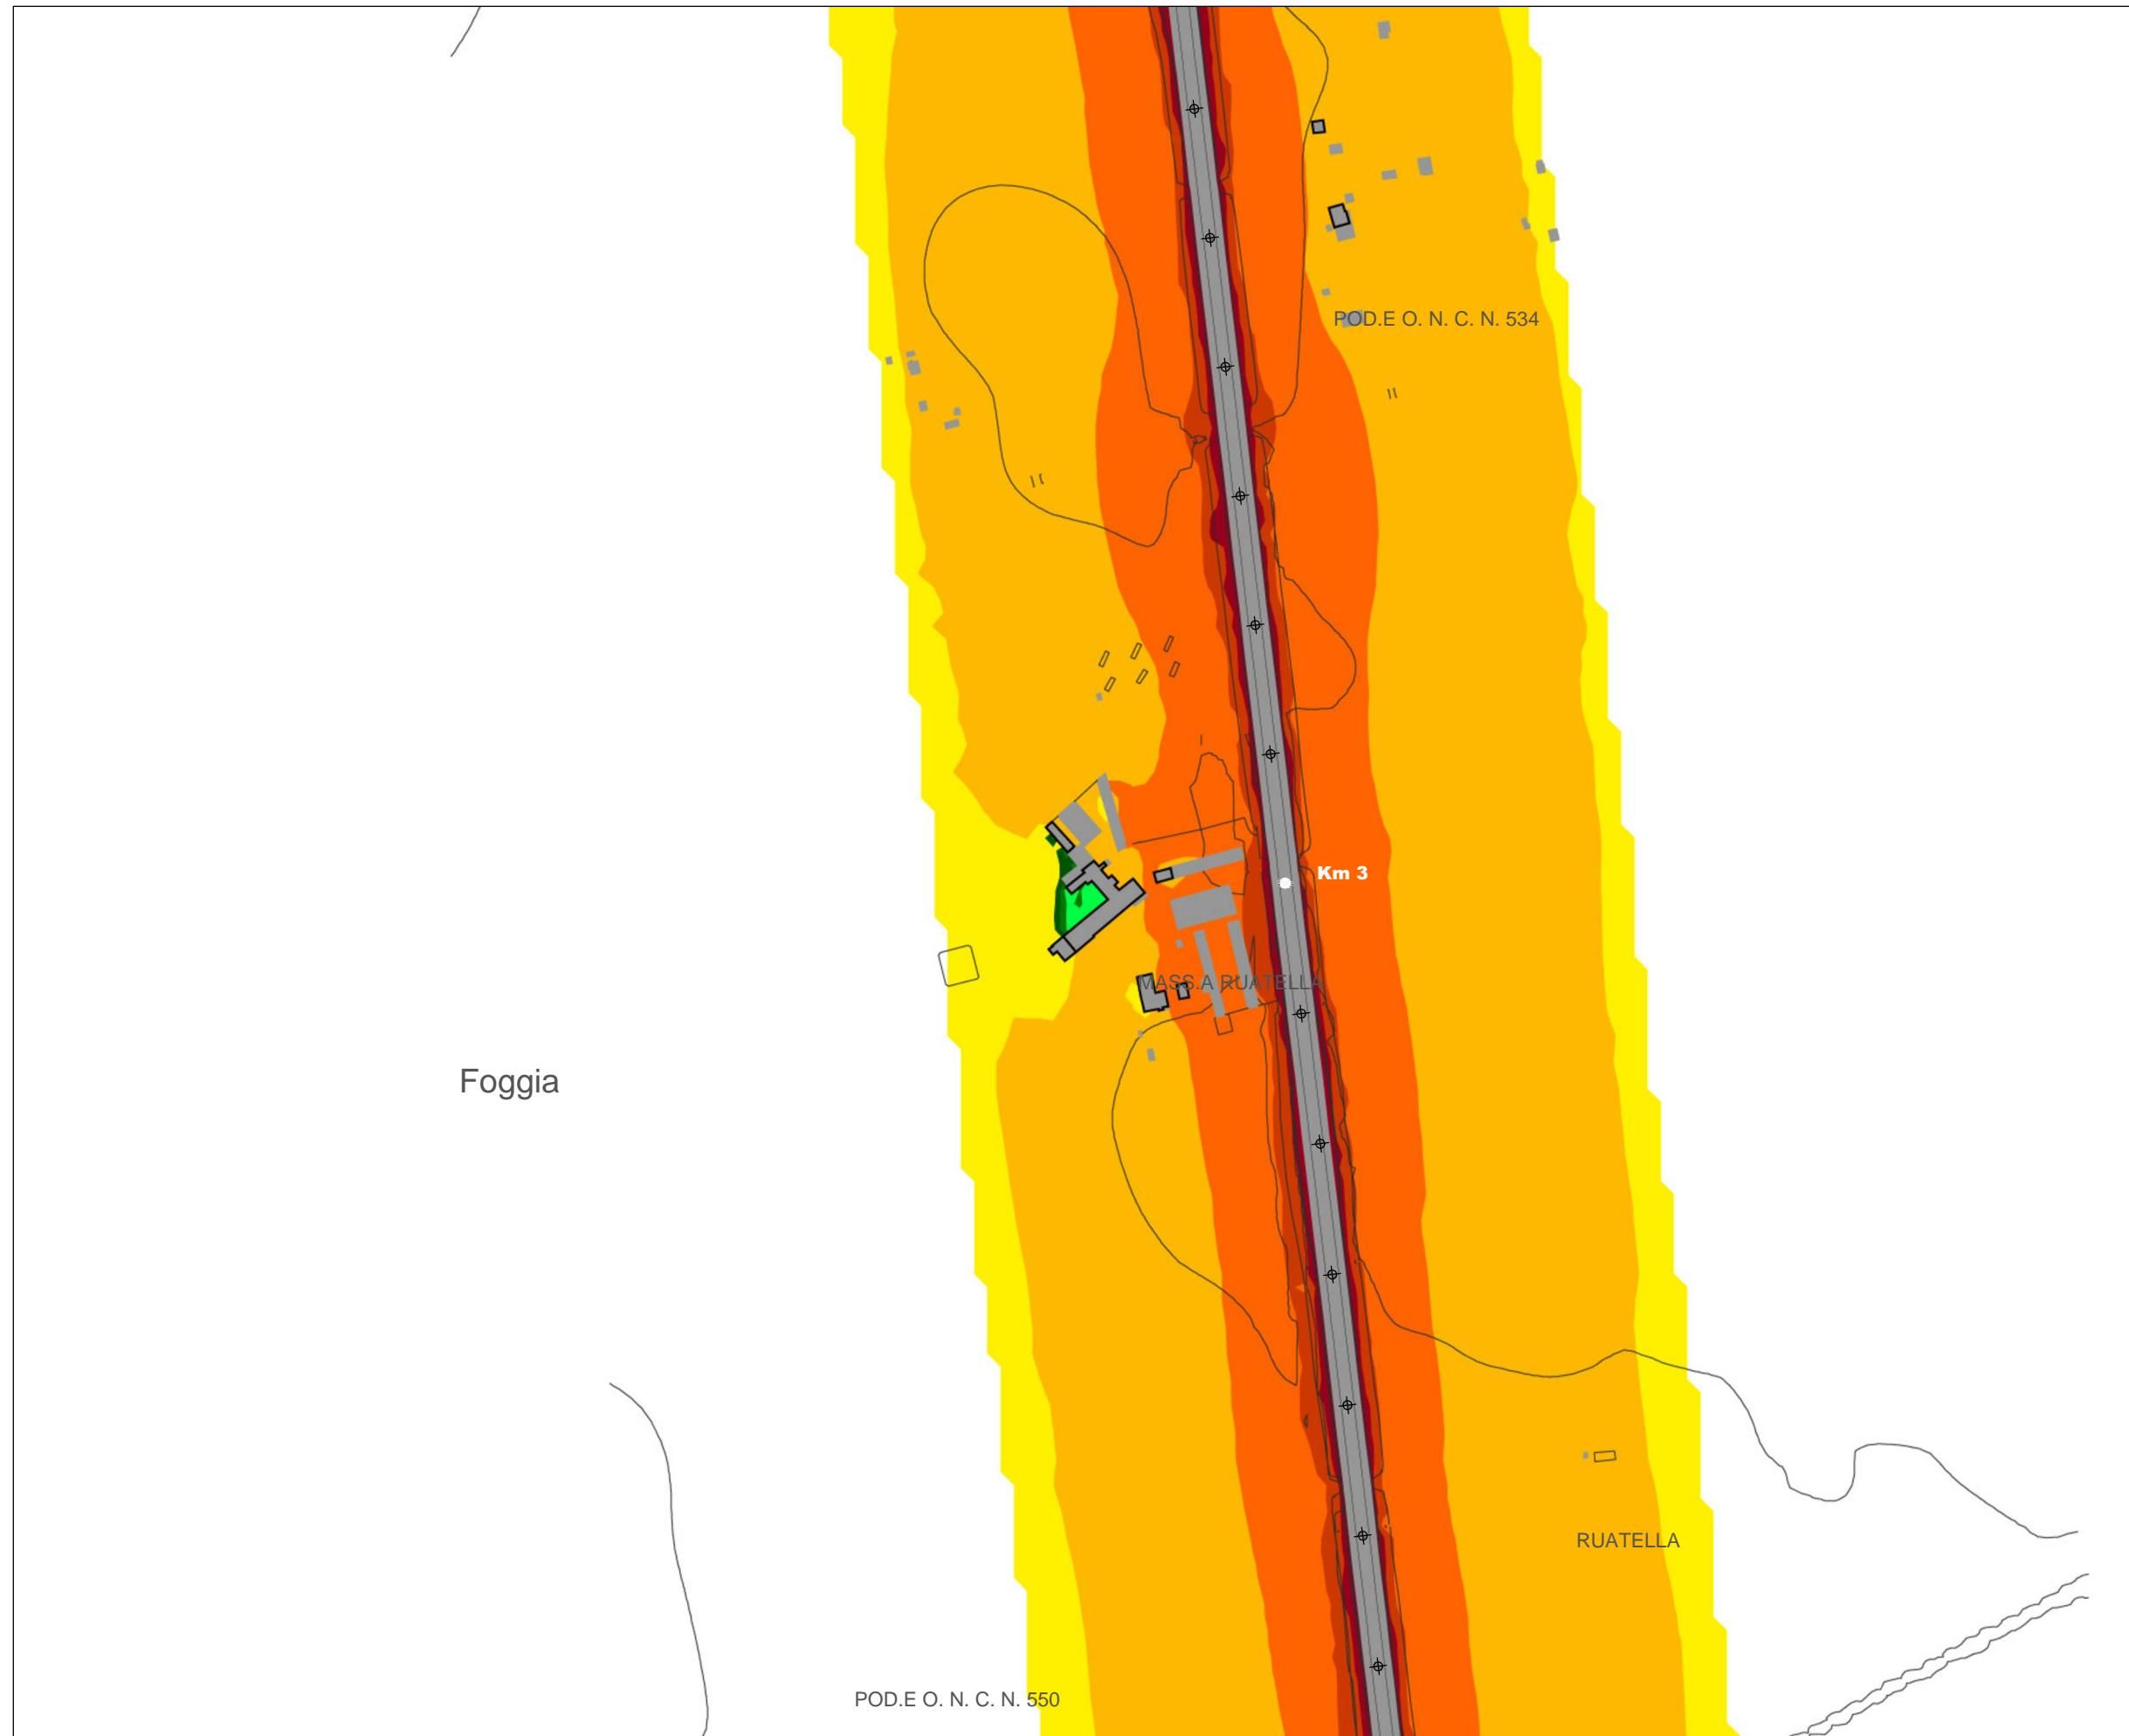 POD.E O. N. C. N. 534
Km 3
MASS.A RUATELLA
Foggia
RUATELLA
POD.E O. N. C. N. 550